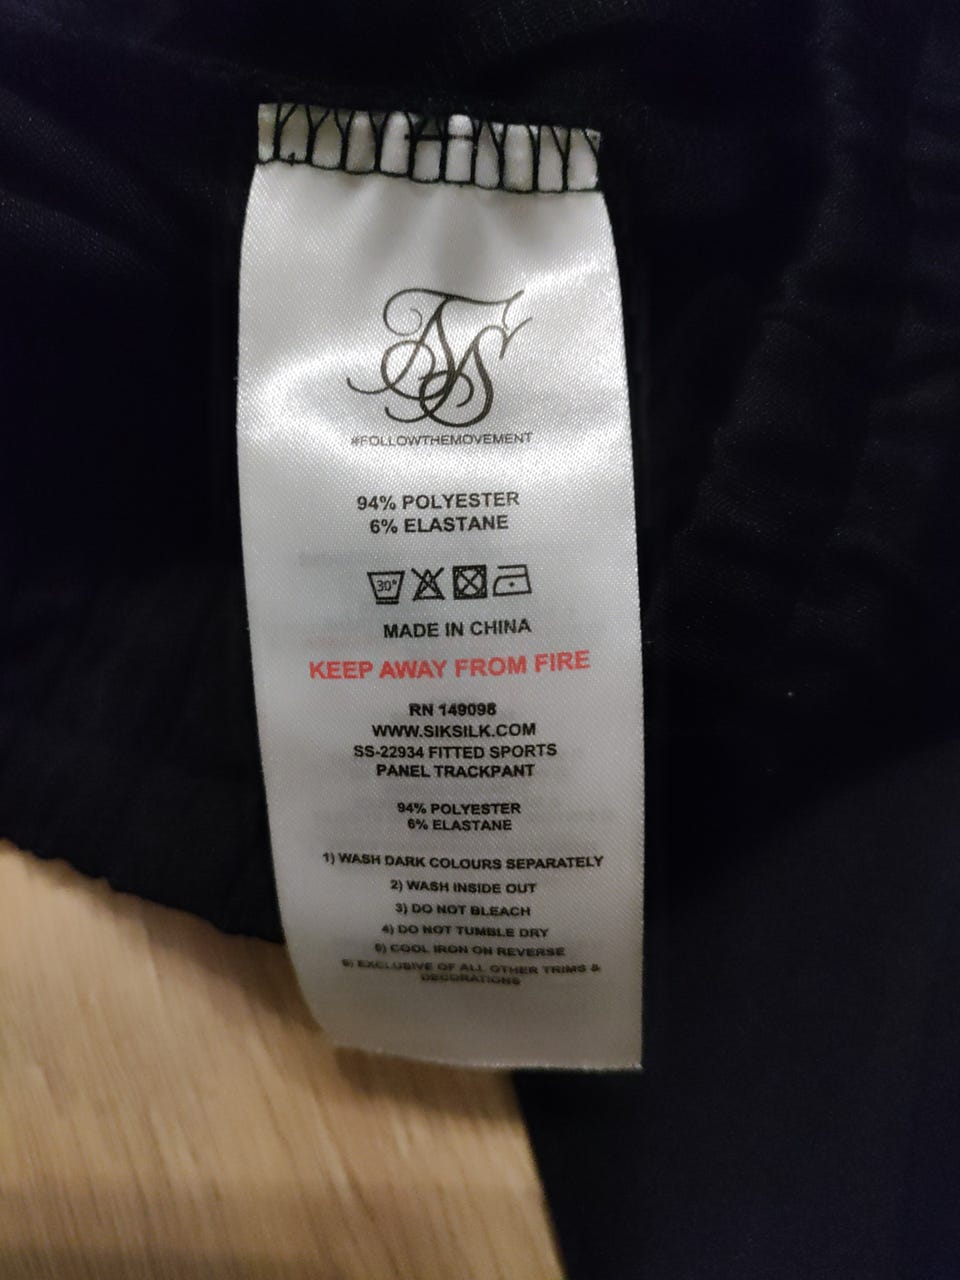 #FOLLOWTHEMOVEMENT
94% POLYESTER
6% ELASTANE
30°
MADE IN CHINA
KEEP AWAY FROM FIRE
RN 149098
WWW.SIKSILK.COM
SS-22934 FITTED SPORTS
PANEL TRACKPANT
94% POLYESTER
6% ELASTANE
1) WASH DARK COLOURS SEPARATELY
2) WASH INSIDE OUT
3) DO NOT BLEACH
4) DO NOT TUMBLE DRY
5) COOL IRON ON REVERSE
6) EXCLUSIVE OF ALL OTHER TRIMS &
DECORATIONS